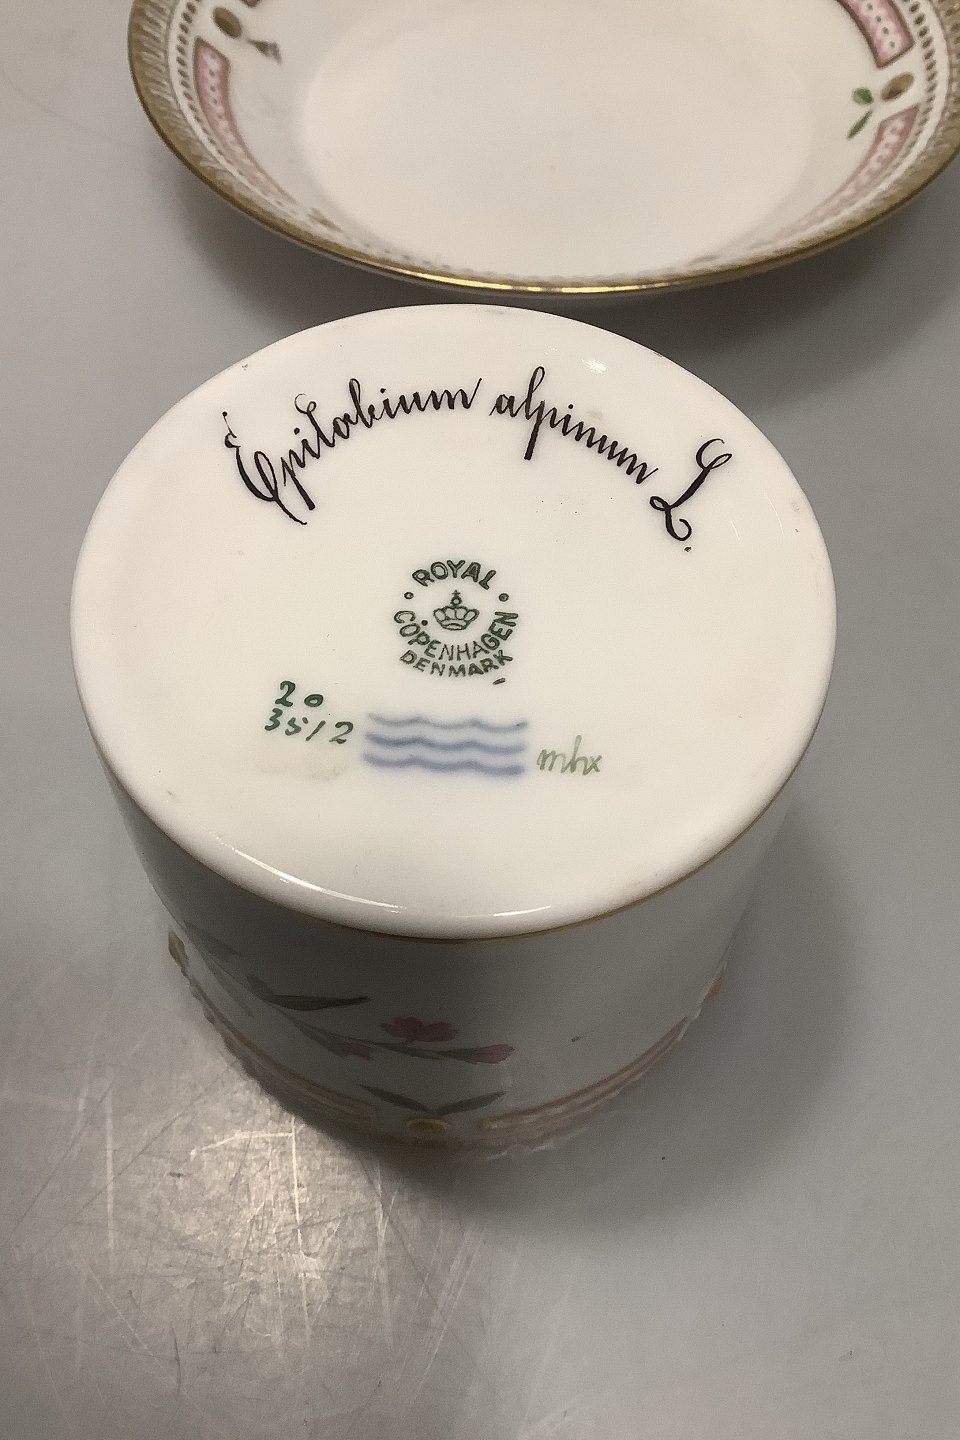 Epilobium alpinum L.
ROYAL
COPENHAGEN
DENMARK
20
3512
mhx